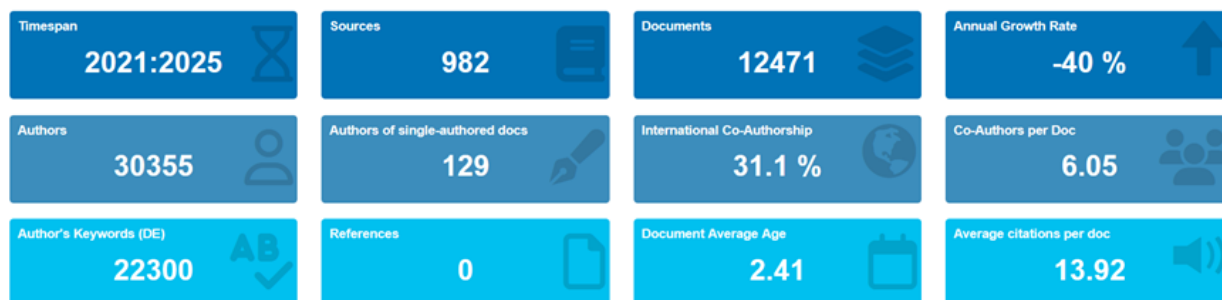 Timespan
2021:2025
Sources
982
Documents
12471
Annual Growth Rate
-40 %
Authors
30355
Authors of single-authored docs
129
International Co-Authorship
31.1 %
Co-Authors per Doc
6.05
Author's Keywords (DE)
22300
AB
References
0
Document Average Age
2.41
Average citations per doc
13.92